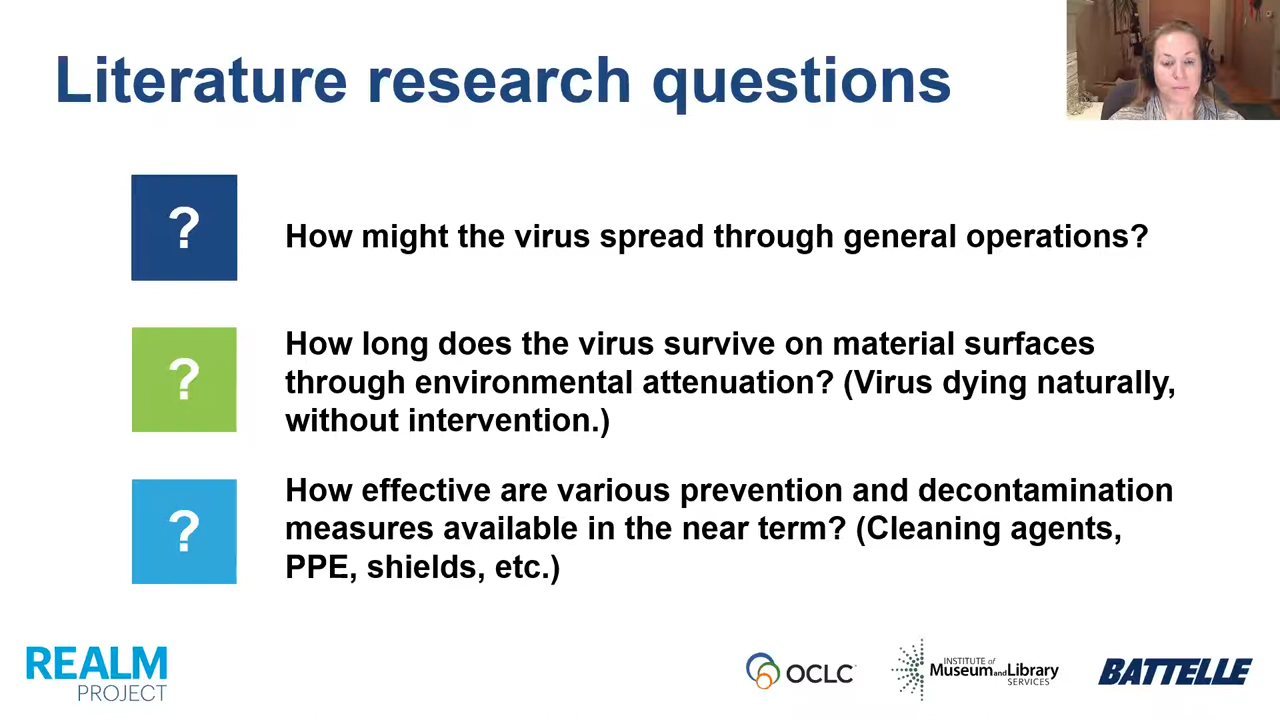 Literature research questions
?
How might the virus spread through general operations?
?
How long does the virus survive on material surfaces
through environmental attenuation? (Virus dying naturally,
without intervention.)
?
How effective are various prevention and decontamination
measures available in the near term? (Cleaning agents,
PPE, shields, etc.)
REALM
PROJECT
OCLC
INSTITUTE of
Museum and Library
SERVICES
BATTELLE